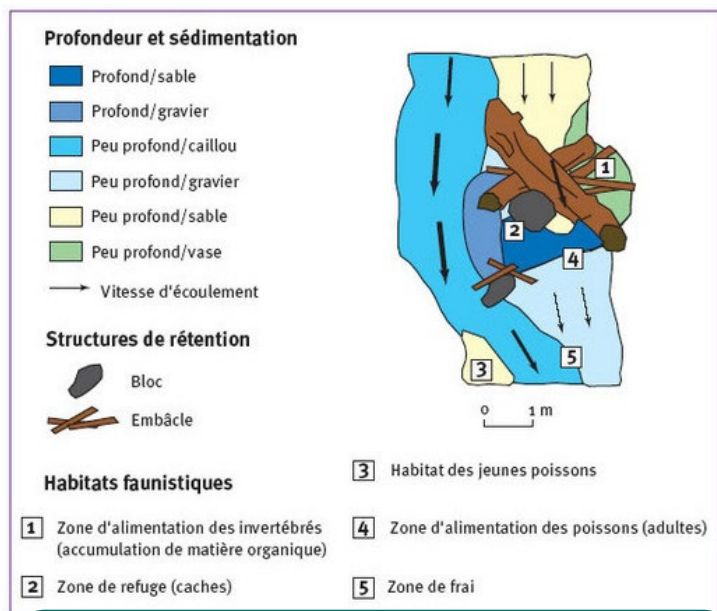 Profondeur et sédimentation
Profond/sable
Profond/gravier
Peu profond/caillou
Peu profond/gravier
Peu profond/sable
Peu profond/vase
Vitesse d'écoulement
Structures de rétention
Bloc
Embâcle
1
2
4
3
5
0 1 m
Habitats faunistiques
1 Zone d'alimentation des invertébrés
(accumulation de matière organique)
2 Zone de refuge (caches)
3 Habitat des jeunes poissons
4 Zone d'alimentation des poissons (adultes)
5 Zone de frai